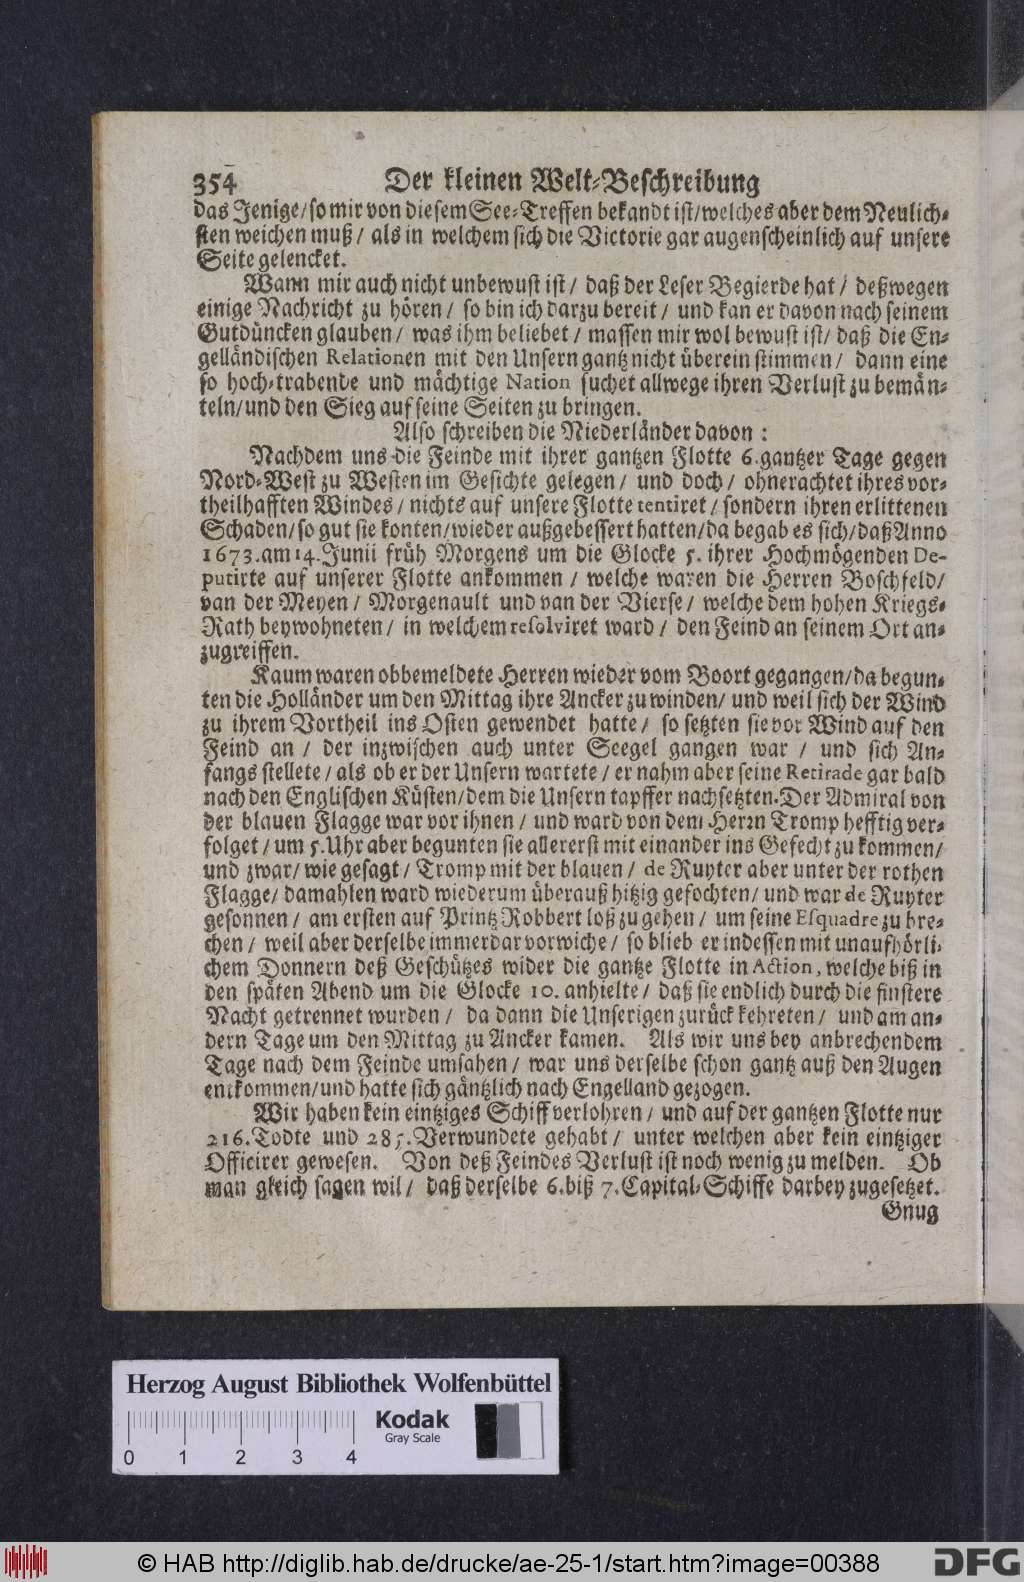 354 Der kleinen Welt-Beschreibung
das Jenige/ so mir von diesem See-Treffen bekandt ist/ welches aber dem Neulich-
sten weichen muß/ als in welchem sich die Victorie gar augenscheinlich auf unsere
Seite gelencket.
Wann mir auch nicht unbewust ist/ daß der Leser Begierde hat/ deßwegen
einige Nachricht zu hören/ so bin ich darzu bereit/ und kan er davon nach seinem
Gutdüncken glauben/ was ihm beliebet/ massen mir wol bewust ist/ daß die En-
gelländischen Relationen mit den Unsern gantz nicht überein stimmen/ dann eine
so hoch-trabende und mächtige Nation suchet allwege ihren Verlust zu bemän-
teln/ und den Sieg auf seine Seiten zu bringen.
Also schreiben die Niederländer davon:
Nachdem uns die Feinde mit ihrer gantzen Flotte 6. gantzer Tage gegen
Nord-West zu Westen im Gesichte gelegen/ und doch/ ohnerachtet ihres vor-
theilhafften Windes/ nichts auf unsere Flotte tentiret/ sondern ihren erlittenen
Schaden/ so gut sie konten/ wieder außgebessert hatten/ da begab es sich/ daß Anno
1673. am 14. Junii früh Morgens um die Glocke 5. ihrer Hochmögenden De-
putirte auf unserer Flotte ankommen/ welche waren die Herren Boschfeld/
van der Meyen/ Morgenault und van der Vierse/ welche dem hohen Kriegs-
Rath beywohneten/ in welchem resolviret ward/ den Feind an seinem Ort an-
zugreiffen.
Kaum waren obbemeldete Herren wieder vom Boort gegangen/ da begun-
ten die Holländer um den Mittag ihre Ancker zu winden/ und weil sich der Wind
zu ihrem Vortheil ins Osten gewendet hatte/ so setzten sie vor Wind auf den
Feind an/ der inzwischen auch unter Seegel gangen war/ und sich An-
fangs stellete/ als ob er der Unsern wartete/ er nahm aber seine Retirade gar bald
nach den Englischen Küsten/ dem die Unsern tapffer nachsetzten. Der Admiral von
der blauen Flagge war vor ihnen/ und ward von dem Herrn Tromp hefftig ver-
folget/ um 5. Uhr aber begunten sie allererst mit einander ins Gefecht zu kommen/
und zwar/ wie gesagt/ Tromp mit der blauen/ de Ruyter aber unter der rothen
Flagge/ damahlen ward wiederum überauß hitzig gefochten/ und war de Ruyter
gesonnen/ am ersten auf Printz Robbert loß zu gehen/ um seine Esquadre zu bre-
chen/ weil aber derselbe immerdar vorwiche/ so blieb er indessen mit unaufhörli-
chem Donnern deß Geschützes wider die gantze Flotte in Action, welche biß in
den späten Abend um die Glocke 10. anhielte/ daß sie endlich durch die finstere
Nacht getrennet wurden/ da dann die Unserigen zurück kehreten/ und am an-
dern Tage um den Mittag zu Ancker kamen. Als wir uns bey anbrechendem
Tage nach dem Feinde umsahen/ war uns derselbe schon gantz auß den Augen
entkommen/ und hatte sich gäntzlich nach Engelland gezogen.
Wir haben kein eintziges Schiff verlohren/ und auf der gantzen Flotte nur
216. Todte und 285. Verwundete gehabt/ unter welchen aber kein eintziger
Officirer gewesen. Von deß Feindes Verlust ist noch wenig zu melden. Ob
man gleich sagen wil/ daß derselbe 6. biß 7. Capital-Schiffe darbey zugesetzet.
Gnug
Herzog August Bibliothek Wolfenbüttel
Kodak
Gray Scale
0 1 2 3 4
© HAB http://diglib.hab.de/drucke/ae-25-1/start.htm?image=00388
DFG